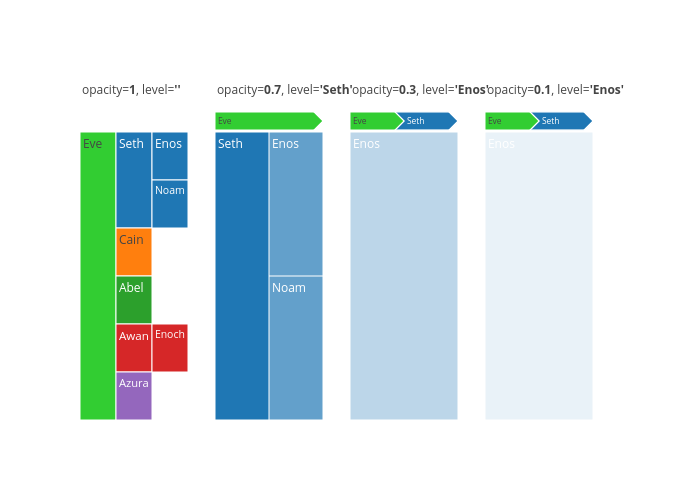 opacity=1, level=''
opacity=0.7, level='Seth'
opacity=0.3, level='Enos'
opacity=0.1, level='Enos'
Eve
Seth
Enos
Noam
Cain
Abel
Awan
Enoch
Azura
Eve
Seth
Enos
Noam
Eve
Seth
Enos
Eve
Seth
Enos